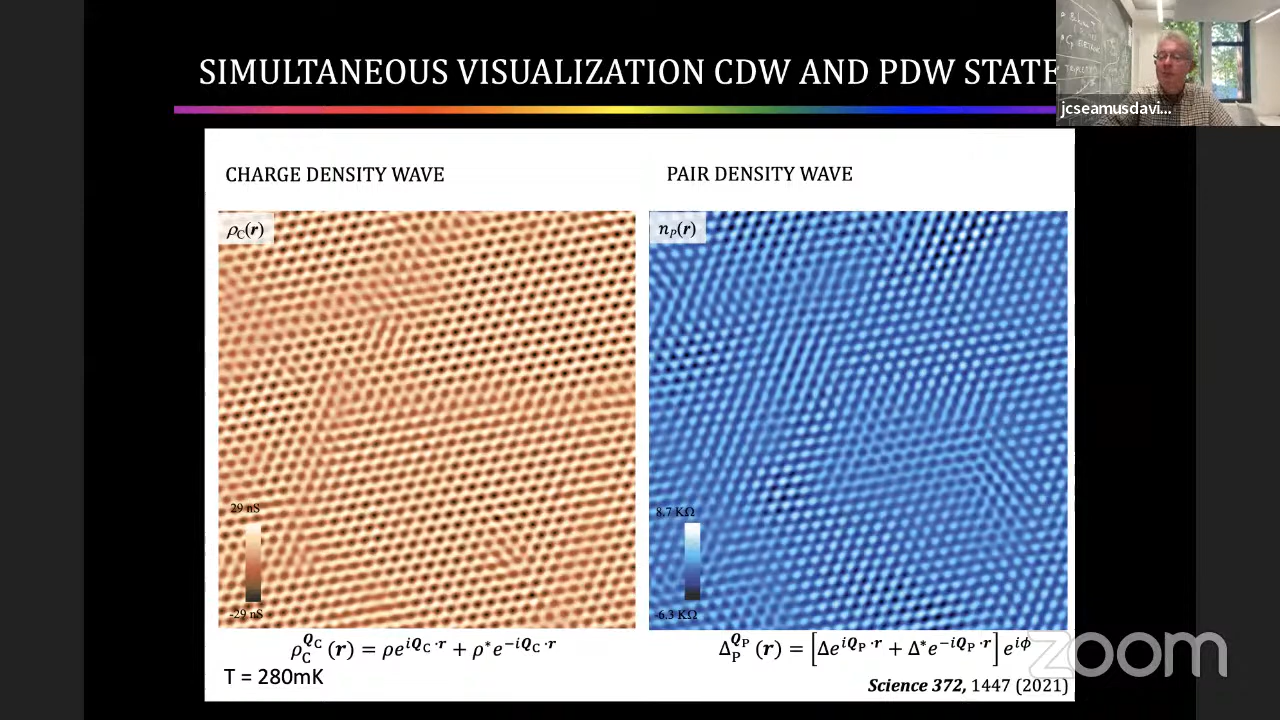 SIMULTANEOUS VISUALIZATION CDW AND PDW STATE
jcseamusdavi...
CHARGE DENSITY WAVE
PAIR DENSITY WAVE
ρ_C(r)
n_P(r)
29 nS
-29 nS
8.7 KΩ
-6.3 KΩ
ρ_C^{Q_C}(r) = ρe^{iQ_C·r} + ρ*e^{-iQ_C·r}
Δ_P^{Q_P}(r) = [Δe^{iQ_P·r} + Δ*e^{-iQ_P·r}]e^{iϕ}
T = 280mK
Science 372, 1447 (2021)
zoom